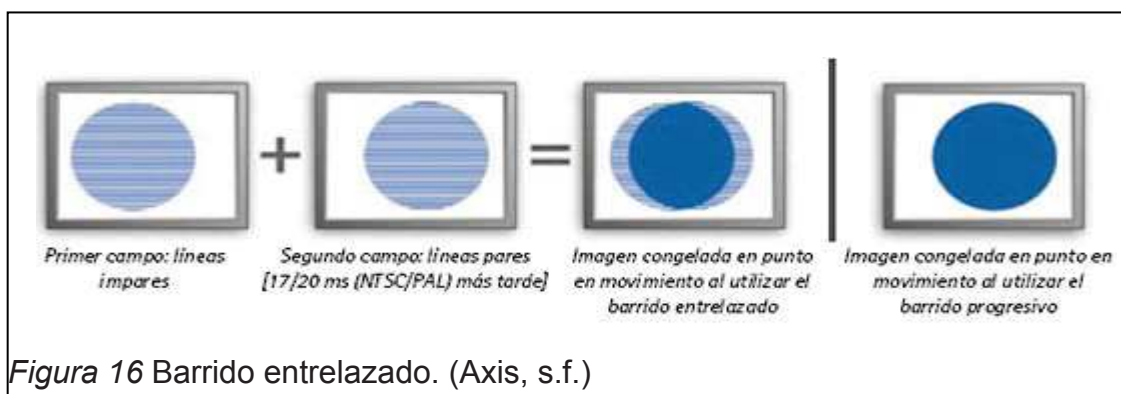 Primer campo: líneas
impares
Segundo campo: líneas pares
[17/20 ms (NTSC/PAL) más tarde]
Imagen congelada en punto
en movimiento al utilizar el
barrido entrelazado
Imagen congelada en punto en
movimiento al utilizar el
barrido progresivo
Figura 16 Barrido entrelazado. (Axis, s.f.)